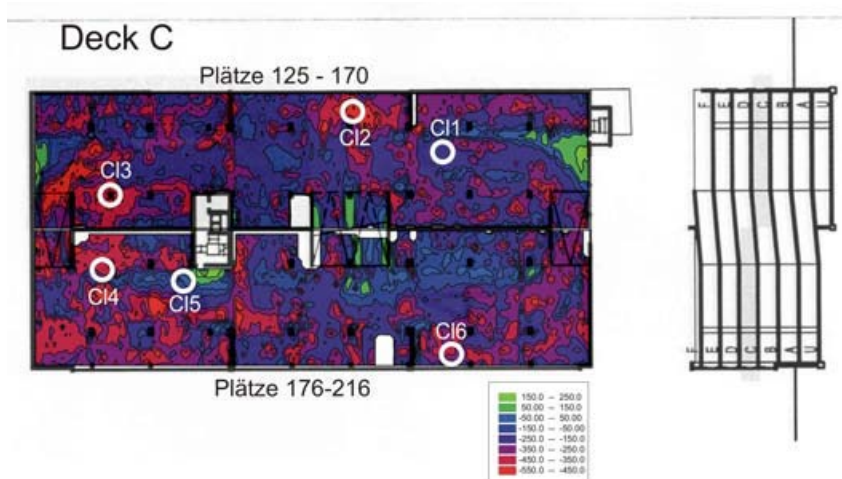 Deck C
Plätze 125 - 170
Cl2
Cl1
Cl3
Cl4
Cl5
Cl6
Plätze 176-216
150.0 – 250.0
50.00 – 150.0
-50.00 – 50.00
-150.0 – -50.00
-250.0 – -150.0
-350.0 – -250.0
-450.0 – -350.0
-550.0 – -450.0
F E D C B A U
F E D C B A U